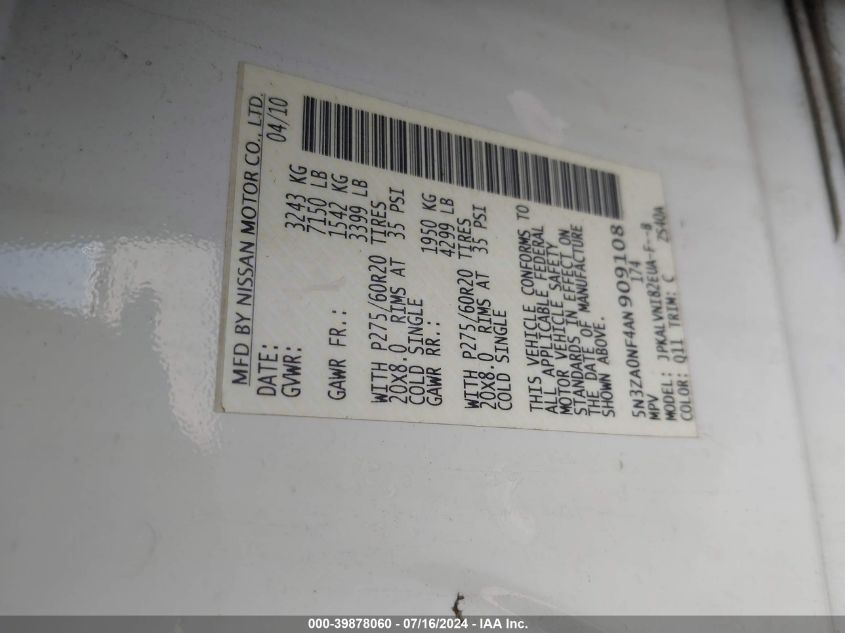 MFD BY NISSAN MOTOR CO., LTD.
DATE: 04/10
GVWR: 3243 KG
7150 LB
GAWR FR.: 1542 KG
3399 LB
WITH P275/60R20 TIRES
20X8.0 RIMS AT 35 PSI
COLD SINGLE
GAWR RR.: 1950 KG
4299 LB
WITH P275/60R20 TIRES
20X8.0 RIMS AT 35 PSI
COLD SINGLE
THIS VEHICLE CONFORMS TO
ALL APPLICABLE FEDERAL
MOTOR VEHICLE SAFETY
STANDARDS IN EFFECT ON
THE DATE OF MANUFACTURE
SHOWN ABOVE.
5N3ZA0NF4AN909108
MPV 174
MODEL: JPKALVNZ82EUA-F--B
COLOR: Q11 TRIM: C ZS40A
000-39878060 - 07/16/2024 - IAA Inc.